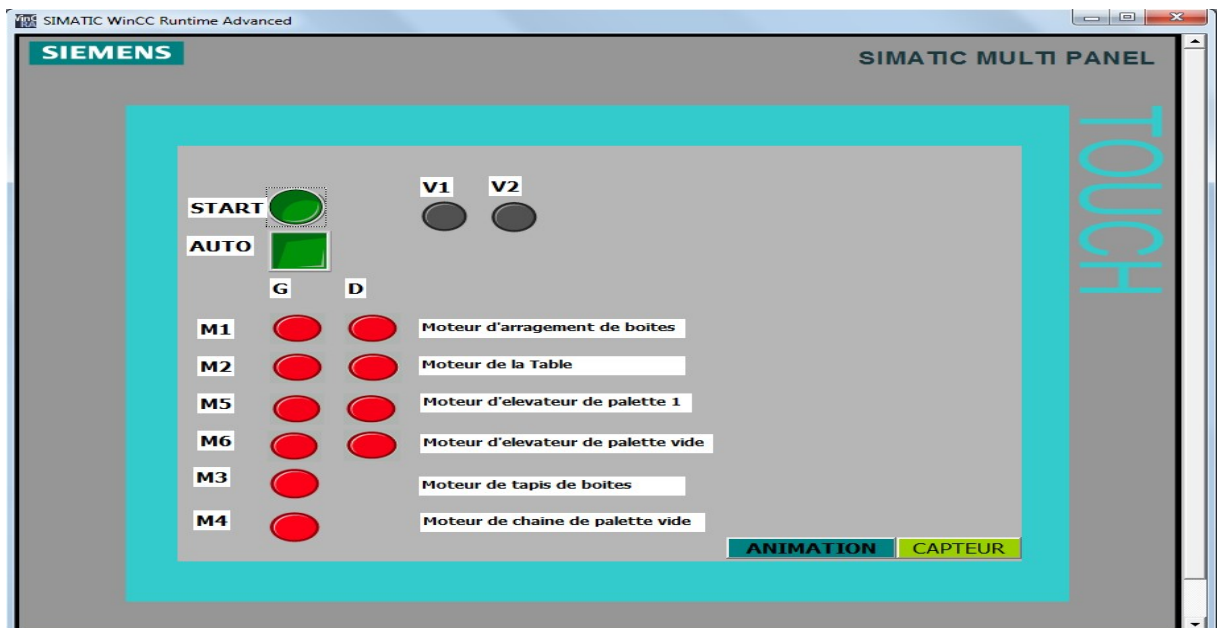 SIMATIC WinCC Runtime Advanced
SIEMENS
SIMATIC MULTI PANEL
TOUCH
V1 V2
START
AUTO
G D
M1 Moteur d'arragement de boites
M2 Moteur de la Table
M5 Moteur d'elevateur de palette 1
M6 Moteur d'elevateur de palette vide
M3 Moteur de tapis de boites
M4 Moteur de chaine de palette vide
ANIMATION CAPTEUR